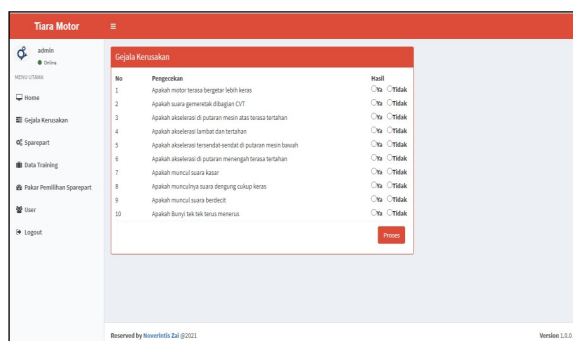 Tiara Motor
admin
Online
MENU UTAMA
Home
Gejala Kerusakan
Sparepart
Data Training
Pakar Pemilihan Sparepart
User
Logout
Gejala Kerusakan
No Pengecekan Hasil
1 Apakah motor terasa bergetar lebih keras Ya Tidak
2 Apakah suara gemeretak dibagian CVT Ya Tidak
3 Apakah akselerasi di putaran mesin atas terasa tertahan Ya Tidak
4 Apakah akselerasi lambat dan tertahan Ya Tidak
5 Apakah akselerasi tersendat-sendat di putaran mesin bawah Ya Tidak
6 Apakah akselerasi di putaran menengah terasa tertahan Ya Tidak
7 Apakah muncul suara kasar Ya Tidak
8 Apakah munculnya suara dengung cukup keras Ya Tidak
9 Apakah muncul suara berdecit Ya Tidak
10 Apakah Bunyi tek tek terus menerus Ya Tidak
Proses
Reserved by Noverintis Zai @2021 Version 1.0.0